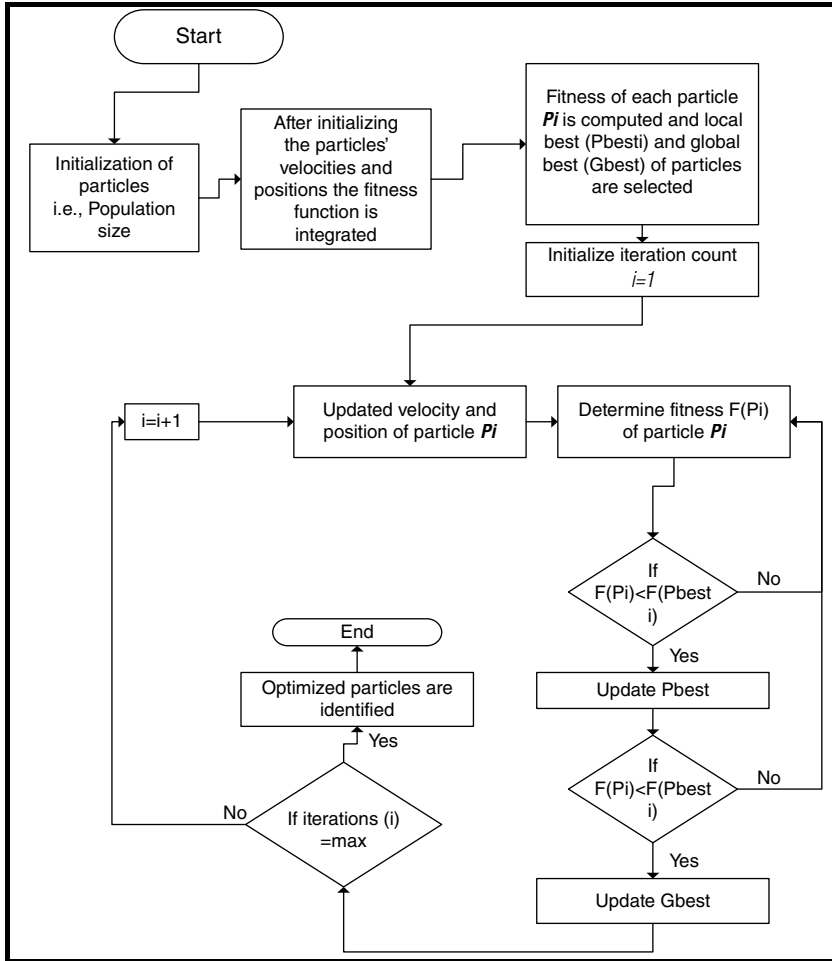 Start
Initialization of
particles
i.e., Population
size
After initializing
the particles'
velocities and
positions the fitness
function is
integrated
Fitness of each particle
Pi is computed and local
best (Pbesti) and global
best (Gbest) of particles
are selected
Initialize iteration count
i=1
i=i+1
Updated velocity and
position of particle Pi
Determine fitness F(Pi)
of particle Pi
If
F(Pi)<F(Pbest
i)
No
Yes
Update Pbest
If
F(Pi)<F(Pbest
i)
No
Yes
Update Gbest
If iterations (i)
=max
No
Yes
Optimized particles are
identified
End